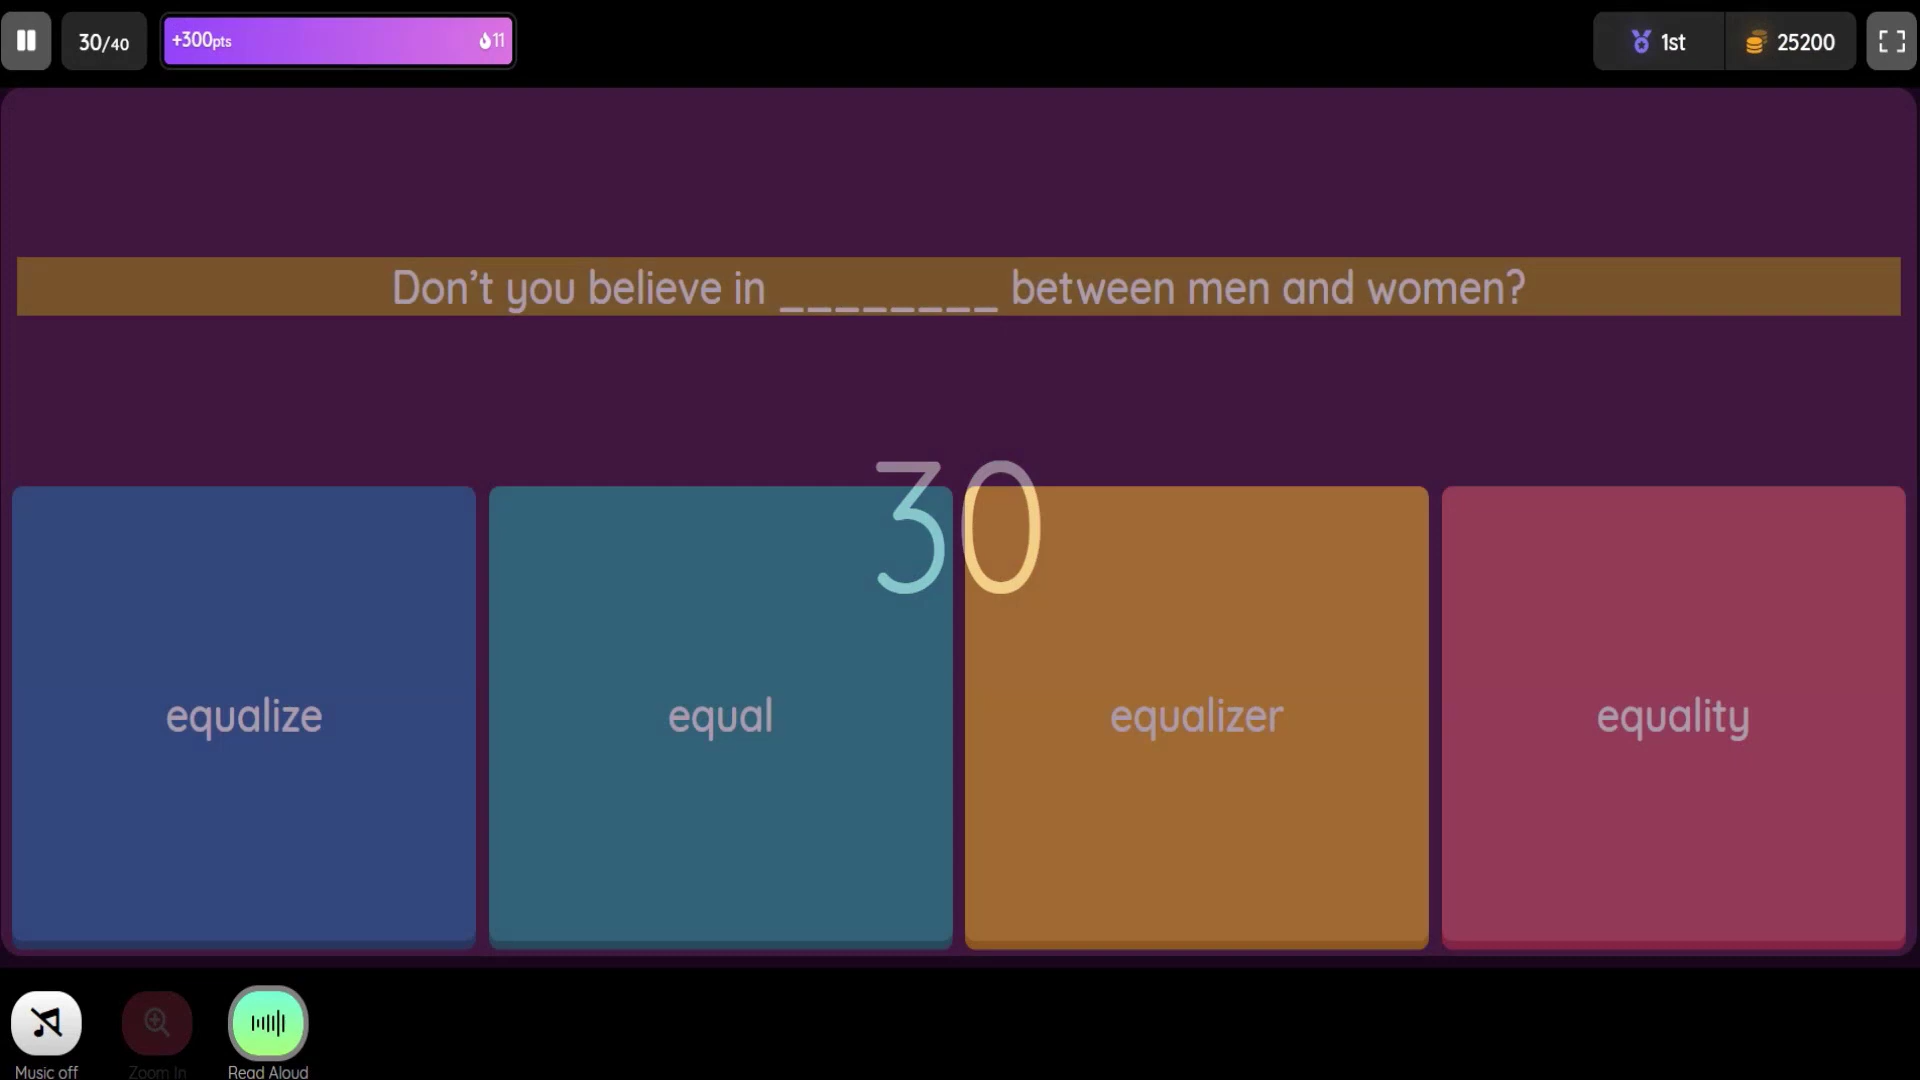 30/40
+300pts
11
1st
25200
Don't you believe in ________ between men and women?
30
equalize
equal
equalizer
equality
Music off
Zoom In
Read Aloud